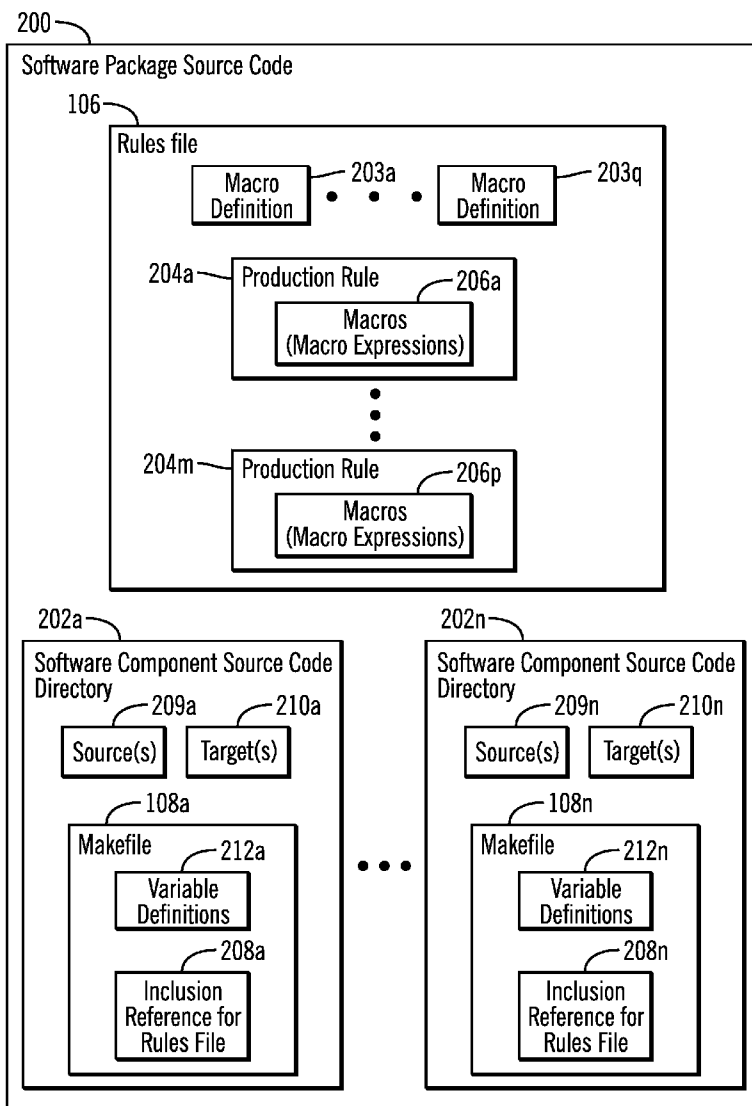 200
Software Package Source Code
106
Rules file
Macro
Definition
203a
Macro
Definition
203q
204a
Production Rule
206a
Macros
(Macro Expressions)
204m
Production Rule
206p
Macros
(Macro Expressions)
202a
Software Component Source Code
Directory
209a
210a
Source(s)
Target(s)
108a
Makefile
212a
Variable
Definitions
208a
Inclusion
Reference for
Rules File
202n
Software Component Source Code
Directory
209n
210n
Source(s)
Target(s)
108n
Makefile
212n
Variable
Definitions
208n
Inclusion
Reference for
Rules File